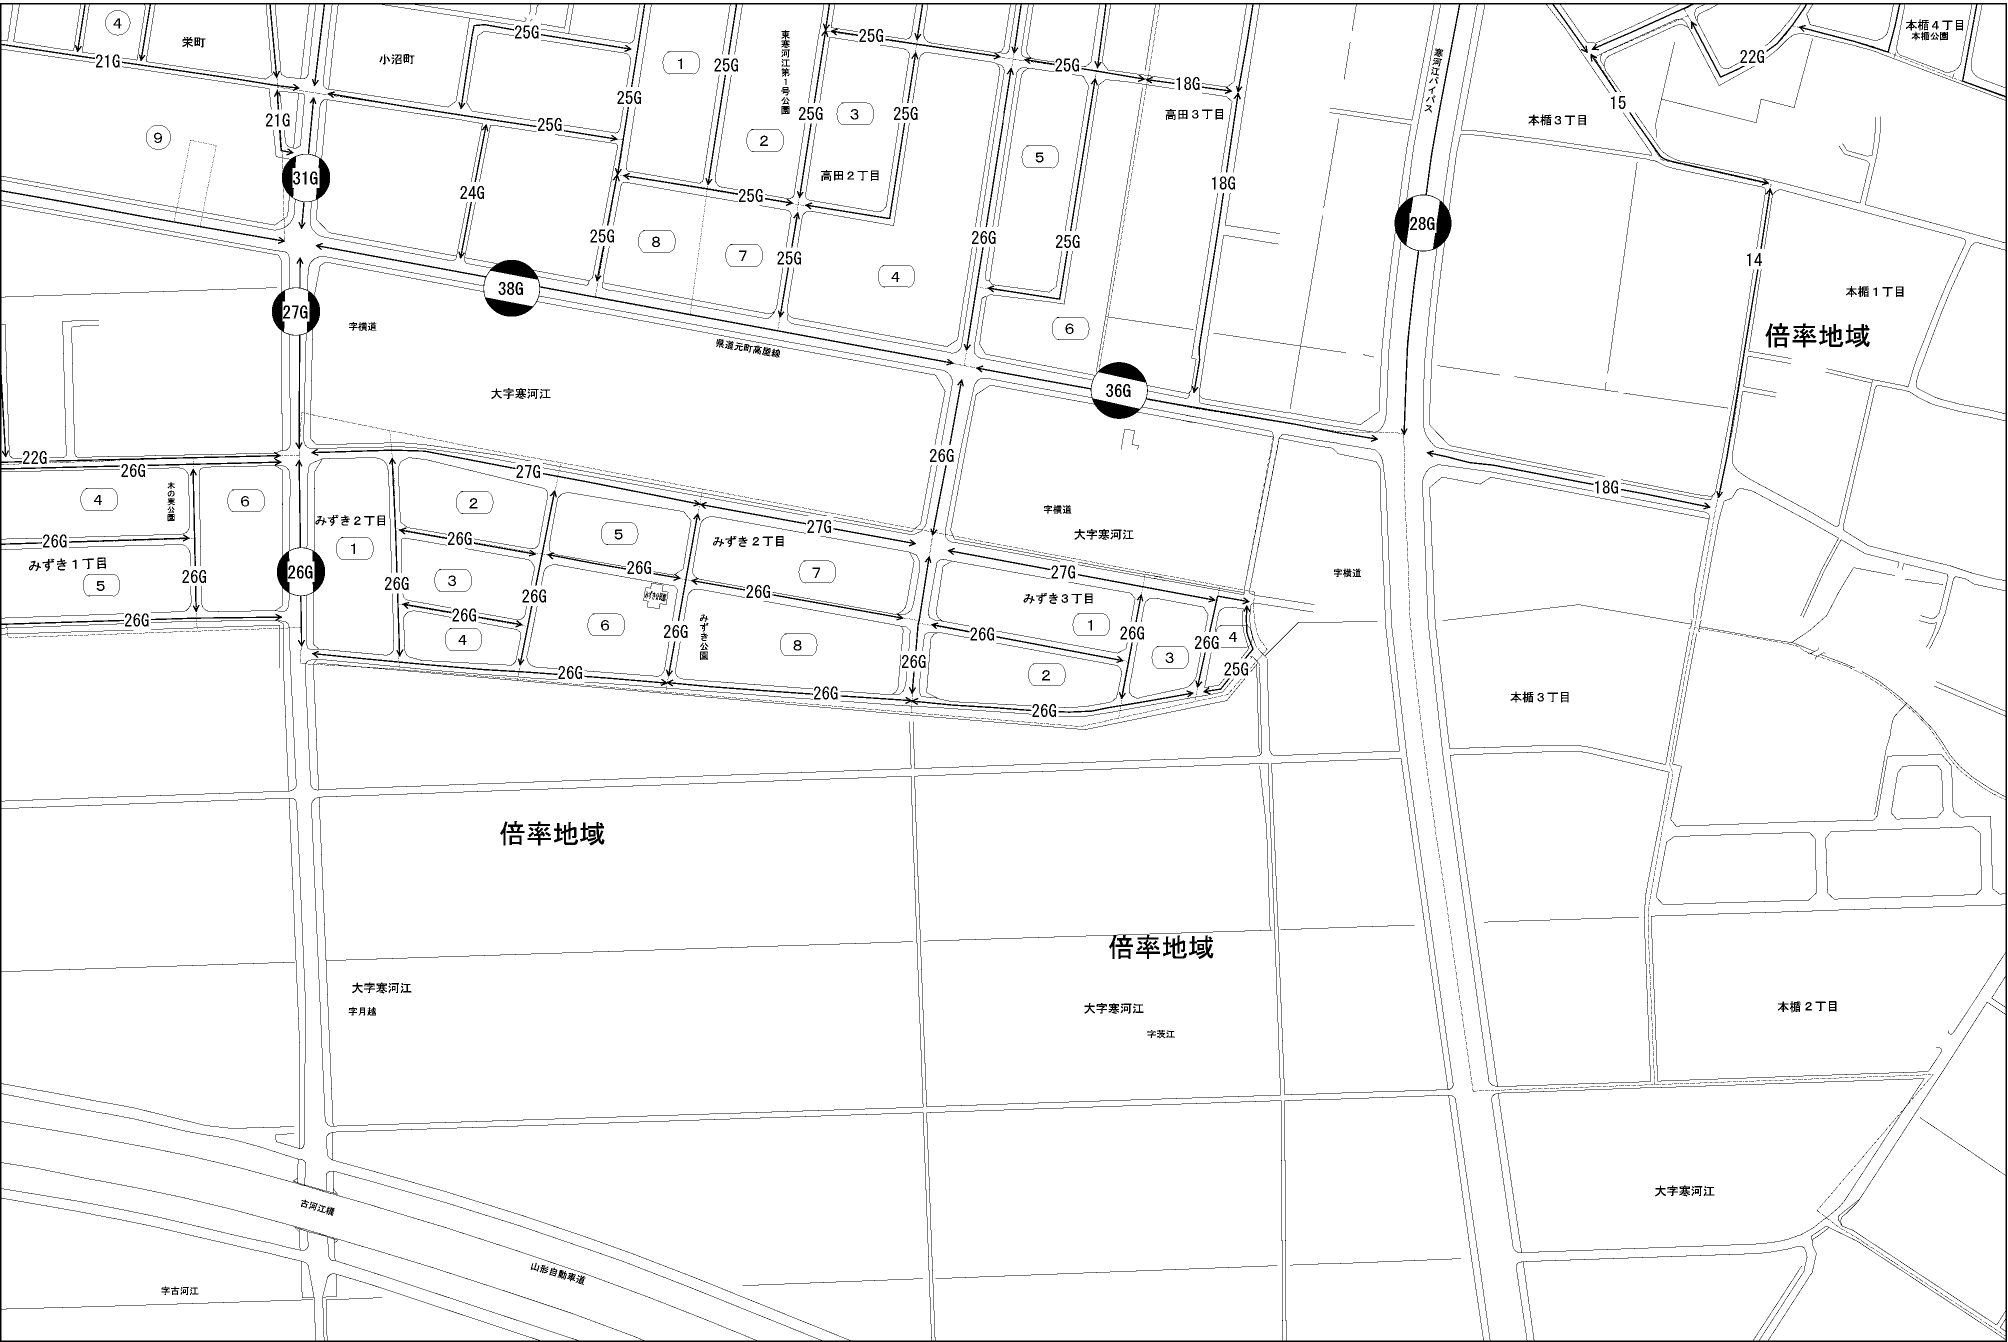 4
栄町
21G
小沼町
25G
1
25G
東寒河江第1号公園
25G
25G
18G
寒河江バイパス
22G
本楯4丁目
本楯公園
9
21G
25G
25G
2
25G
3
25G
高田3丁目
15
本楯3丁目
31G
24G
25G
高田2丁目
5
18G
25G
8
7
25G
4
26G
25G
28G
14
27G
38G
字横道
6
本楯1丁目
倍率地域
県道元町高屋線
大字寒河江
36G
22G
26G
27G
26G
18G
4
木の実公園
6
みずき2丁目
2
5
27G
字横道
大字寒河江
26G
みずき1丁目
5
26G
26G
1
26G
26G
みずき2丁目
7
27G
字横道
3
26G
26G
26G
みずき3丁目
26G
26G
4
6
26G
みずき公園
8
26G
26G
1
26G
26G
4
3
25G
2
26G
26G
26G
本楯3丁目
倍率地域
倍率地域
大字寒河江
字月越
大字寒河江
字茨江
本楯2丁目
大字寒河江
山形自動車道
字古河江